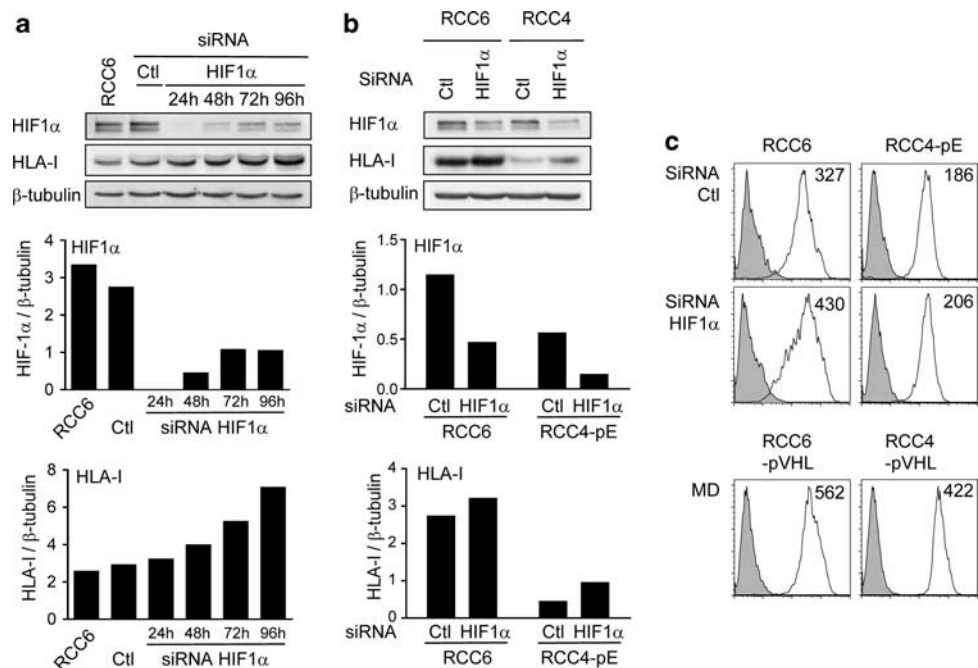 a
siRNA
RCC6
Ctl
HIF1α
24h 48h 72h 96h
HIF1α
HLA-I
β-tubulin
HIF1α
HIF-1α / β-tubulin
4
3
2
1
0
24h 48h 72h 96h
RCC6
Ctl
siRNA HIF1α
HLA-I
HLA-I / β-tubulin
8
6
4
2
0
24h 48h 72h 96h
RCC6
Ctl
siRNA HIF1α
b
RCC6 RCC4
SiRNA
Ctl HIF1α Ctl HIF1α
HIF1α
HLA-I
β-tubulin
HIF1α
HIF-1α / β-tubulin
1.5
1.0
0.5
0.0
siRNA Ctl HIF1α Ctl HIF1α
RCC6 RCC4-pE
HLA-I
HLA-I / β-tubulin
4
3
2
1
0
siRNA Ctl HIF1α Ctl HIF1α
RCC6 RCC4-pE
c
RCC6 RCC4-pE
SiRNA
Ctl
327 186
SiRNA
HIF1α
430 206
RCC6
-pVHL
RCC4
-pVHL
MD
562 422